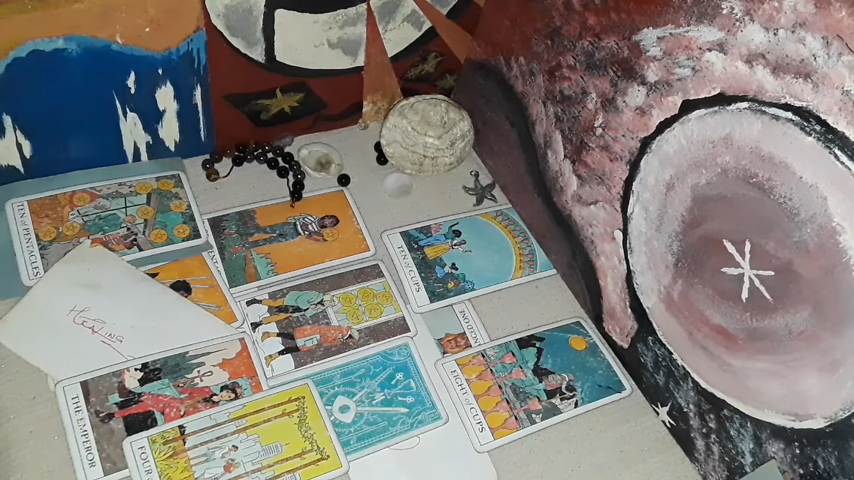 TEN of PENTACLES
TEN of CUPS
Healing
EIGHT of CUPS
THE EMPEROR
FOUR